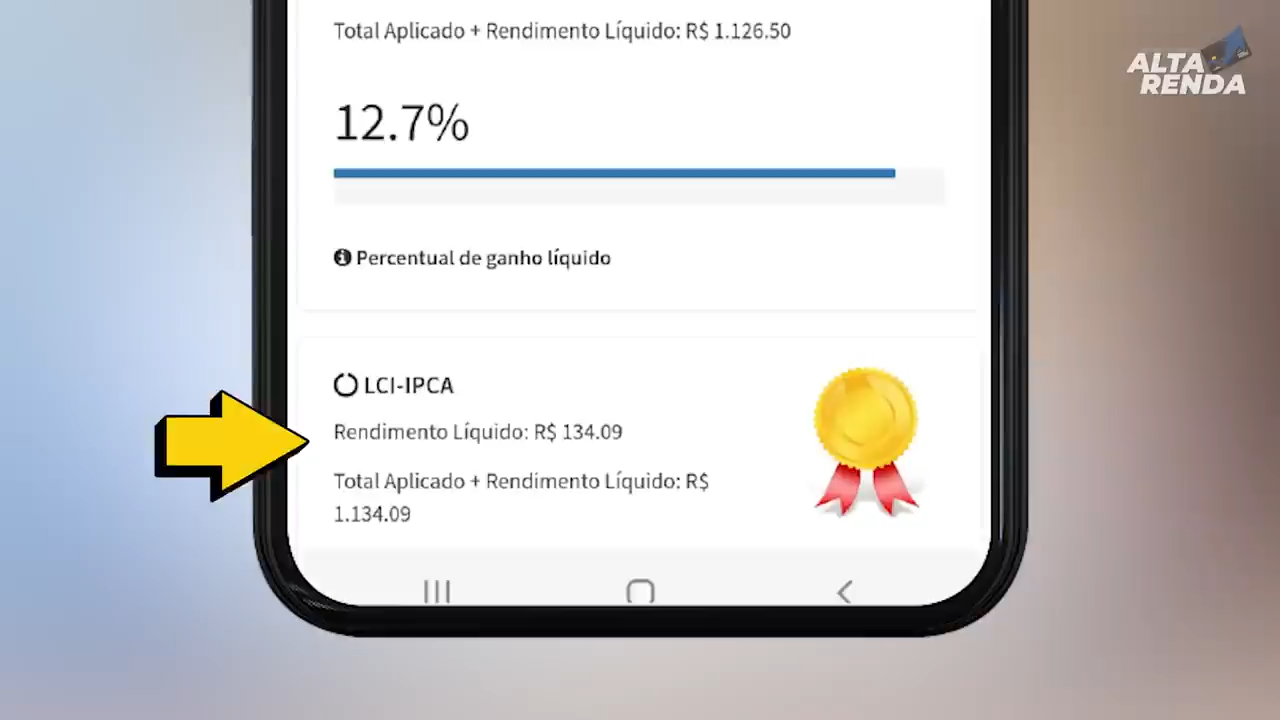 Total Aplicado + Rendimento Líquido: R$ 1.126.50
ALTA
RENDA
12.7%
Percentual de ganho líquido
LCI-IPCA
Rendimento Líquido: R$ 134.09
Total Aplicado + Rendimento Líquido: R$
1.134.09